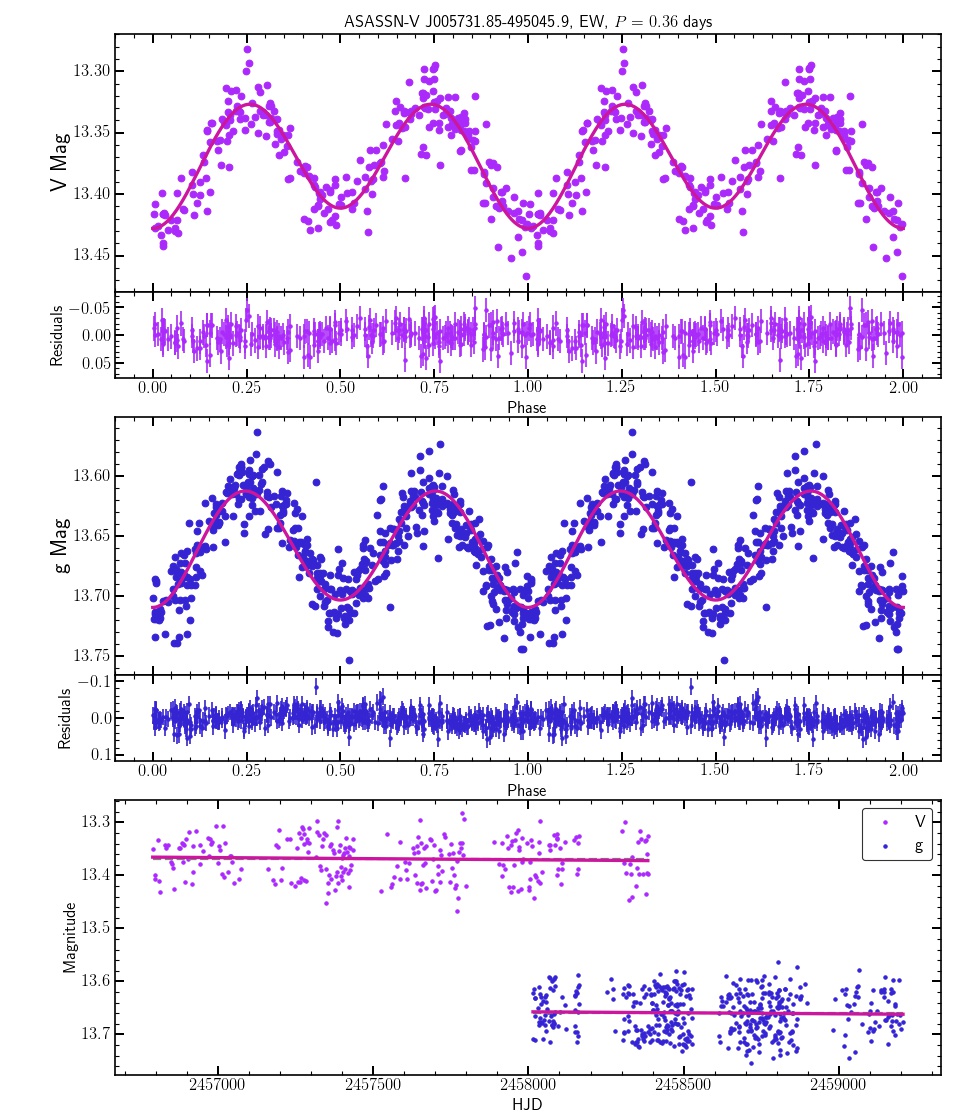 ASASSN-V J005731.85-495045.9, EW, P = 0.36 days
13.30
13.35
13.40
13.45
V Mag
−0.05
0.00
0.05
Residuals
0.00 0.25 0.50 0.75 1.00 1.25 1.50 1.75 2.00
Phase
13.60
13.65
13.70
13.75
g Mag
−0.1
0.0
0.1
Residuals
0.00 0.25 0.50 0.75 1.00 1.25 1.50 1.75 2.00
Phase
13.3
13.4
13.5
13.6
13.7
Magnitude
V
g
2457000 2457500 2458000 2458500 2459000
HJD